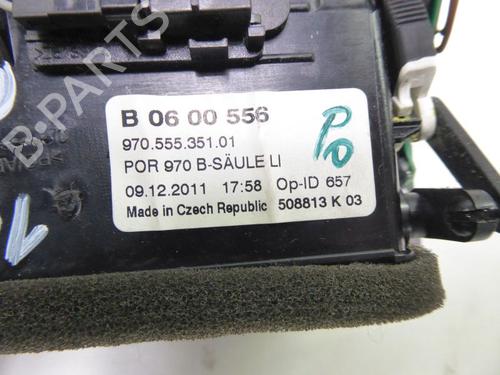 B 06 00 556
970.555.351.01
POR 970 B-SÄULE LI
09.12.2011 17:58 Op-ID 657
Made in Czech Republic 508813 K 03
Po
B-PARTS